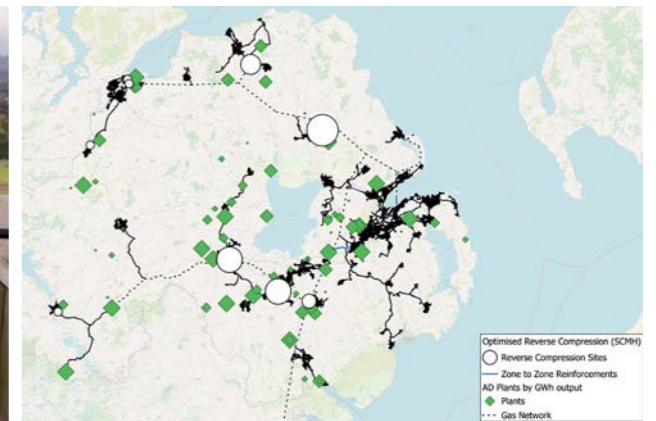 Optimised Reverse Compression (SCMH)
Reverse Compression Sites
Zone to Zone Reinforcements
AD Plants by GWh output
Plants
Gas Network